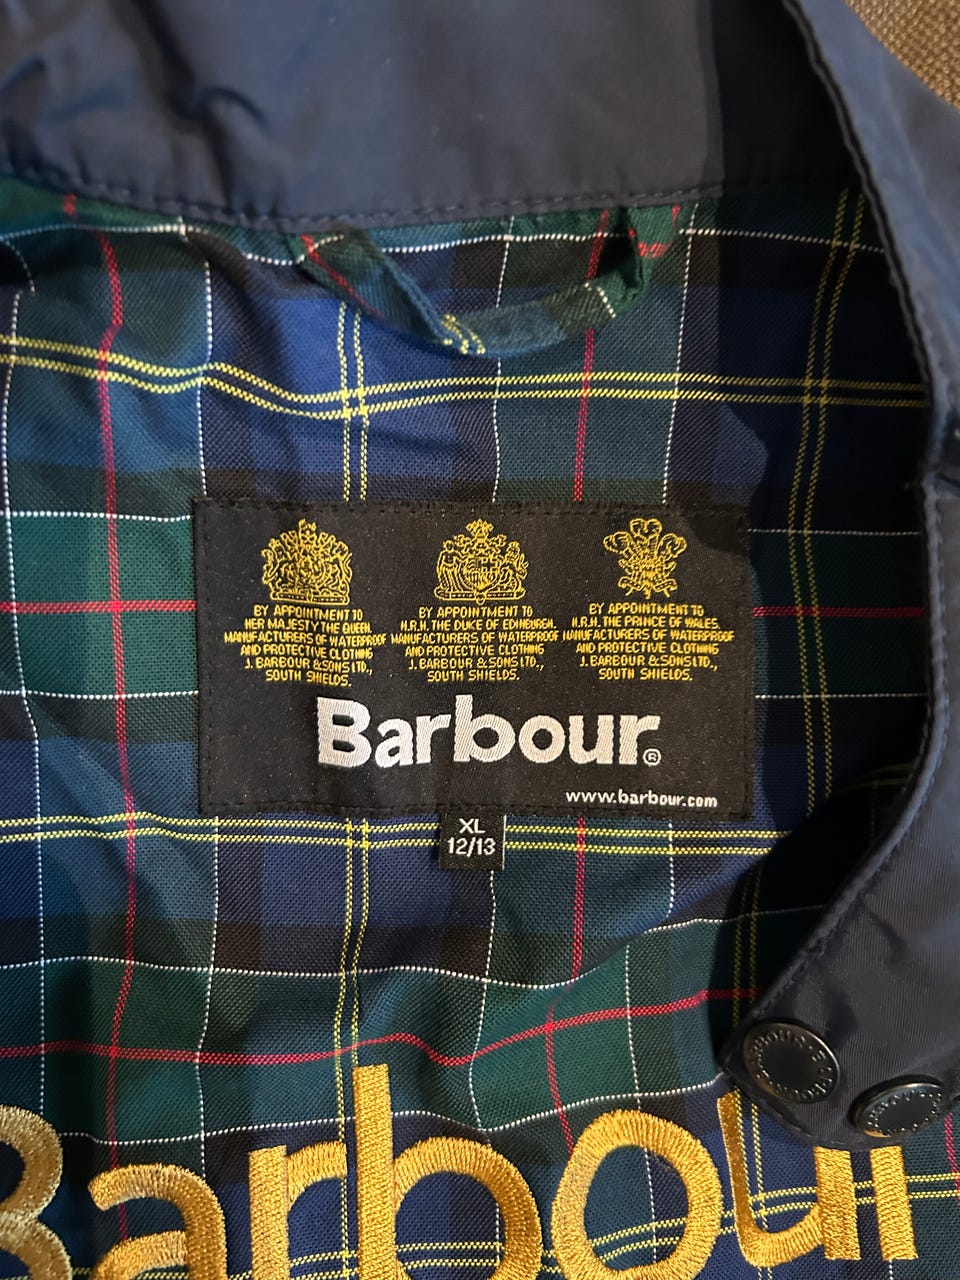 BY APPOINTMENT TO
HER MAJESTY THE QUEEN.
MANUFACTURERS OF WATERPROOF
AND PROTECTIVE CLOTHING
J. BARBOUR & SONS LTD.,
SOUTH SHIELDS.
BY APPOINTMENT TO
H.R.H. THE DUKE OF EDINBURGH.
MANUFACTURERS OF WATERPROOF
AND PROTECTIVE CLOTHING
J. BARBOUR & SONS LTD.,
SOUTH SHIELDS.
BY APPOINTMENT TO
H.R.H. THE PRINCE OF WALES.
MANUFACTURERS OF WATERPROOF
AND PROTECTIVE CLOTHING
J. BARBOUR & SONS LTD.,
SOUTH SHIELDS.
Barbour®
www.barbour.com
XL
12/13
Barbour